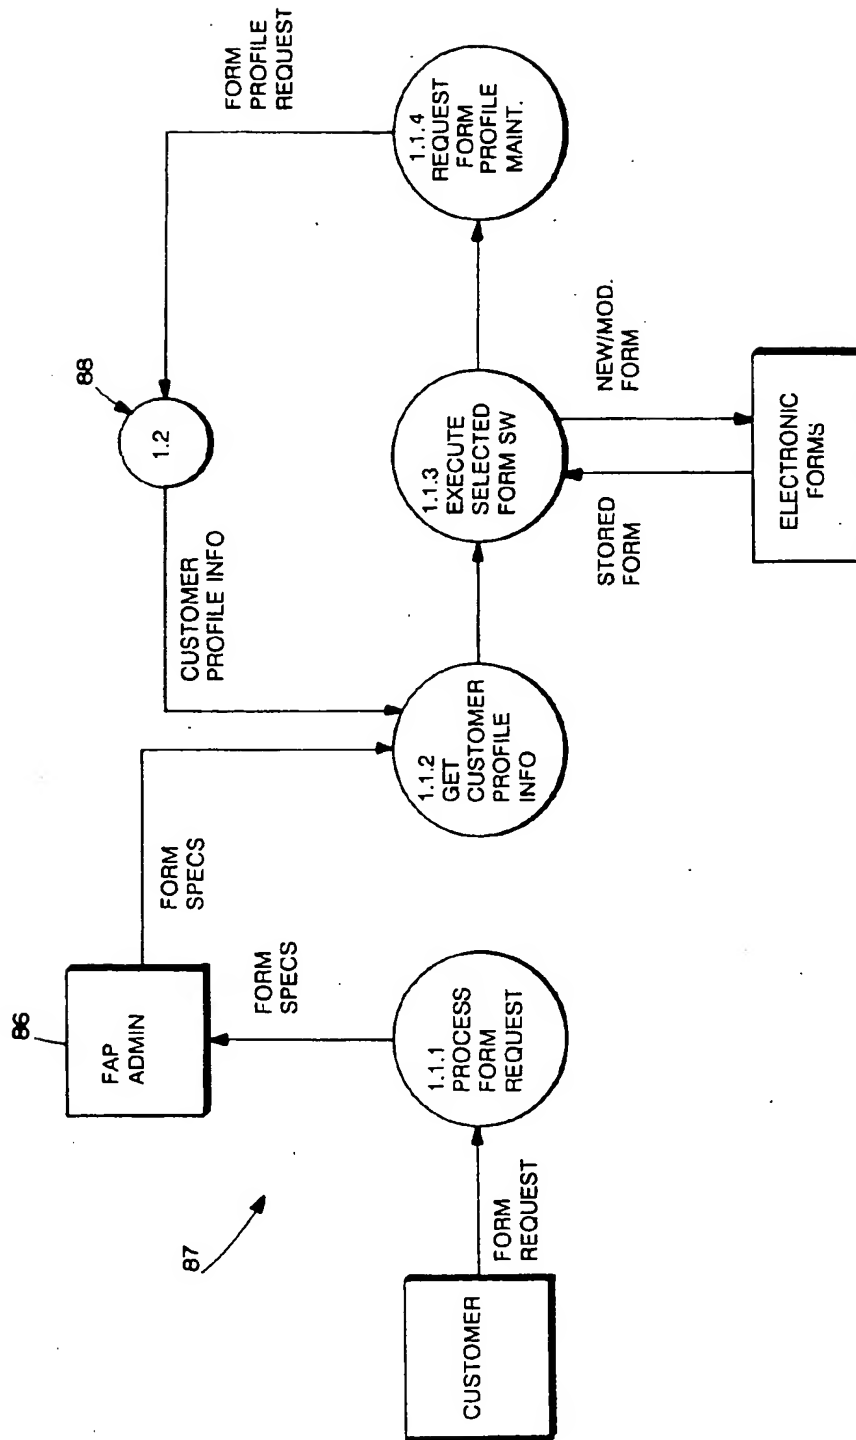 CUSTOMER
FORM
REQUEST
87
1.1.1
PROCESS
FORM
REQUEST
FORM
SPECS
86
FAP
ADMIN
FORM
SPECS
1.1.2
GET
CUSTOMER
PROFILE
INFO
CUSTOMER
PROFILE INFO
88
1.2
1.1.3
EXECUTE
SELECTED
FORM SW
STORED
FORM
NEW/MOD.
FORM
ELECTRONIC
FORMS
1.1.4
REQUEST
FORM
PROFILE
MAINT.
FORM
PROFILE
REQUEST